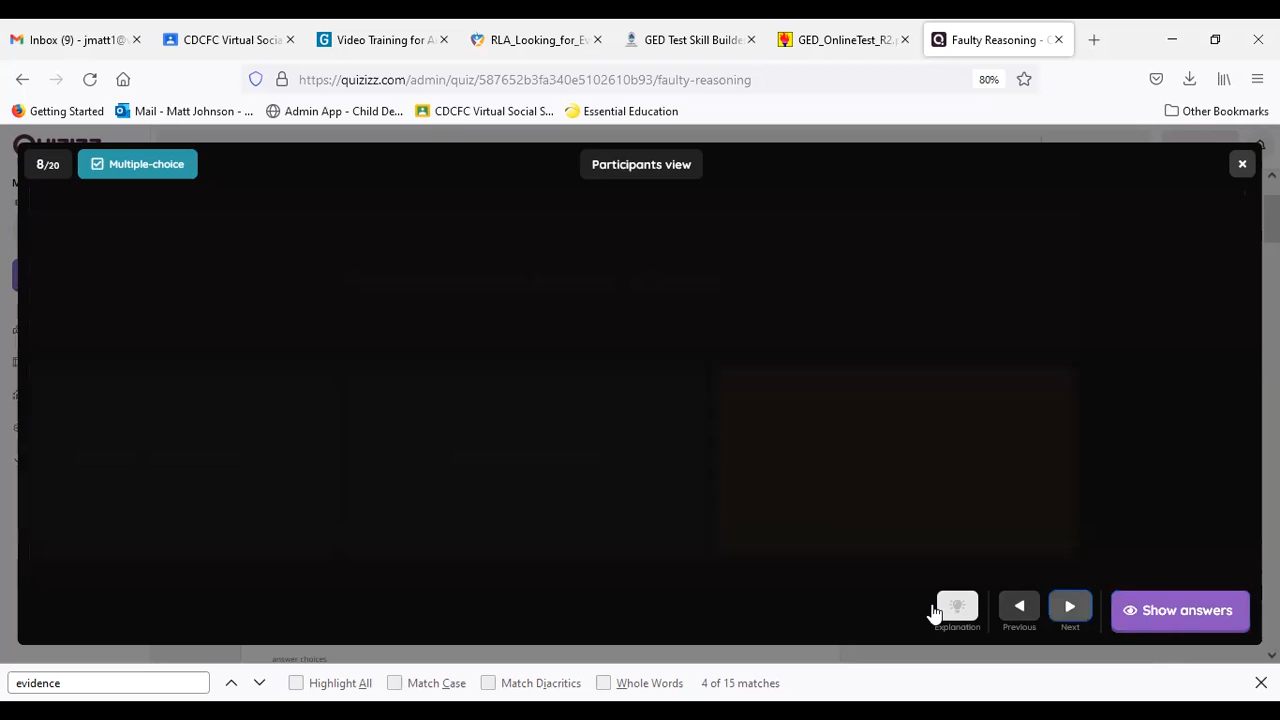 Inbox (9) - jmatt1@
CDCFC Virtual Socia
Video Training for A
RLA_Looking_for_E
GED Test Skill Builde
GED_OnlineTest_R2.p
Faulty Reasoning - C
https://quizizz.com/admin/quiz/587652b3fa340e5102610b93/faulty-reasoning
80%
Getting Started
Mail - Matt Johnson - ...
Admin App - Child De...
CDCFC Virtual Social S...
Essential Education
Other Bookmarks
8/20
Multiple-choice
Participants view
Explanation
Previous
Next
Show answers
answer choices
evidence
Highlight All
Match Case
Match Diacritics
Whole Words
4 of 15 matches